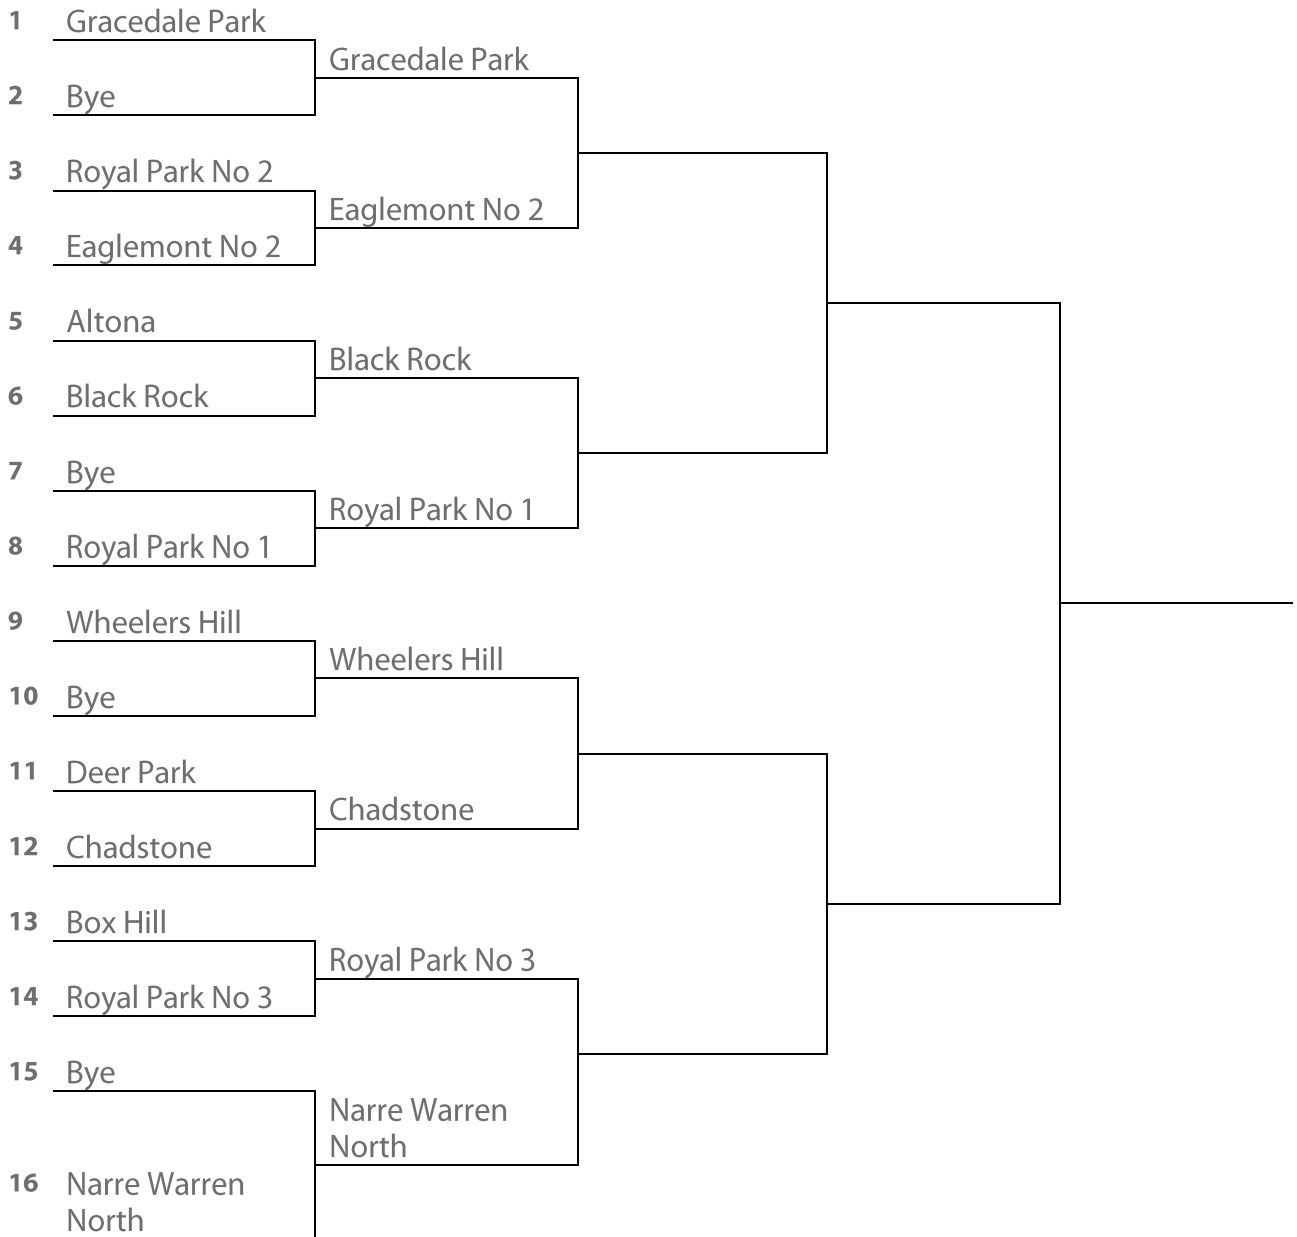 1 Gracedale Park
Gracedale Park
2 Bye
3 Royal Park No 2
Eaglemont No 2
4 Eaglemont No 2
5 Altona
Black Rock
6 Black Rock
7 Bye
Royal Park No 1
8 Royal Park No 1
9 Wheelers Hill
Wheelers Hill
10 Bye
11 Deer Park
Chadstone
12 Chadstone
13 Box Hill
Royal Park No 3
14 Royal Park No 3
15 Bye
Narre Warren
North
16 Narre Warren
North